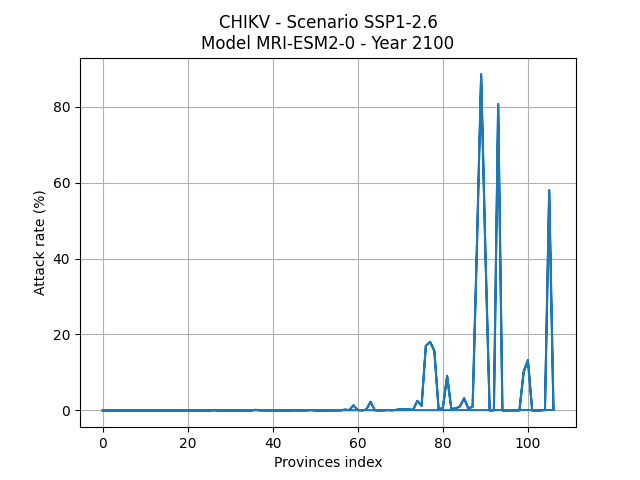 CHIKV - Scenario SSP1-2.6
Model MRI-ESM2-0 - Year 2100
80
60
40
20
0
Attack rate (%)
0 20 40 60 80 100
Provinces index